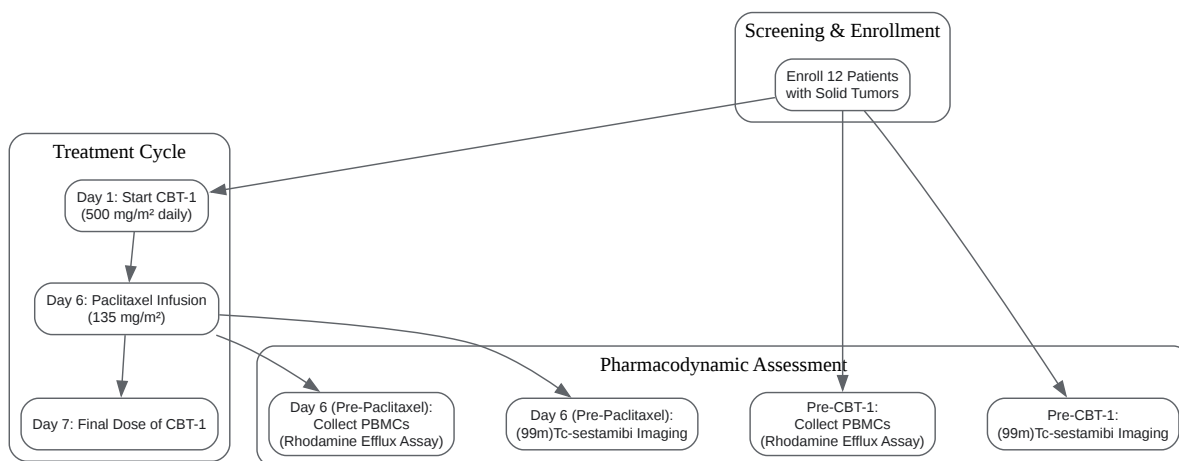 Screening & Enrollment
Enroll 12 Patients
with Solid Tumors
Treatment Cycle
Day 1: Start CBT-1
(500 mg/m² daily)
Day 6: Paclitaxel Infusion
(135 mg/m²)
Day 7: Final Dose of CBT-1
Pharmacodynamic Assessment
Day 6 (Pre-Paclitaxel):
Collect PBMCs
(Rhodamine Efflux Assay)
Day 6 (Pre-Paclitaxel):
(99m)Tc-sestamibi Imaging
Pre-CBT-1:
Collect PBMCs
(Rhodamine Efflux Assay)
Pre-CBT-1:
(99m)Tc-sestamibi Imaging